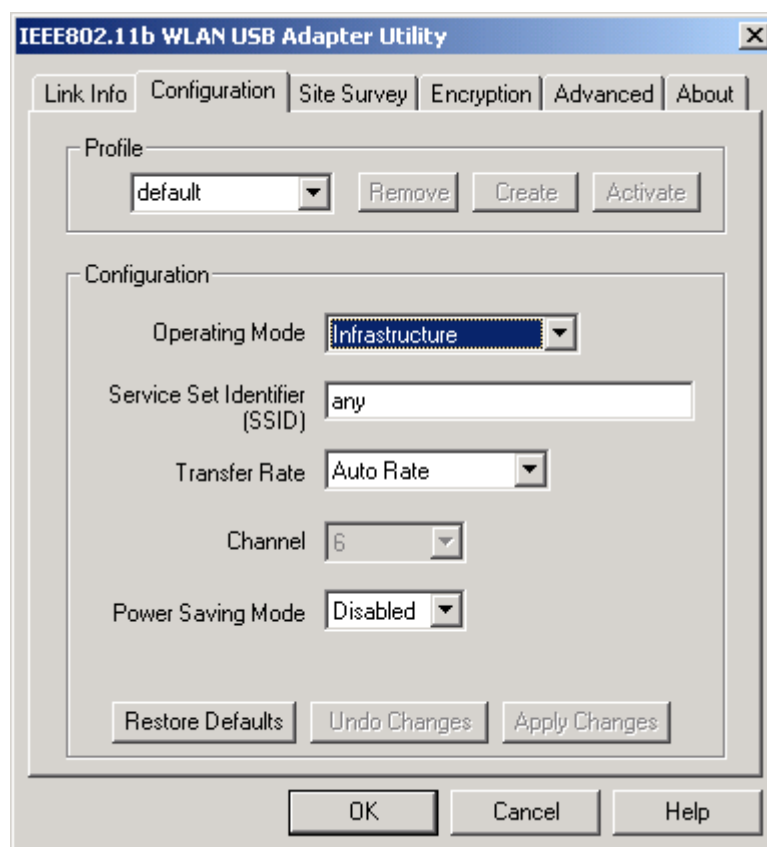 IEEE802.11b WLAN USB Adapter Utility
Link Info Configuration Site Survey Encryption Advanced About
Profile
default Remove Create Activate
Configuration
Operating Mode Infrastructure
Service Set Identifier
(SSID) any
Transfer Rate Auto Rate
Channel 6
Power Saving Mode Disabled
Restore Defaults Undo Changes Apply Changes
OK Cancel Help